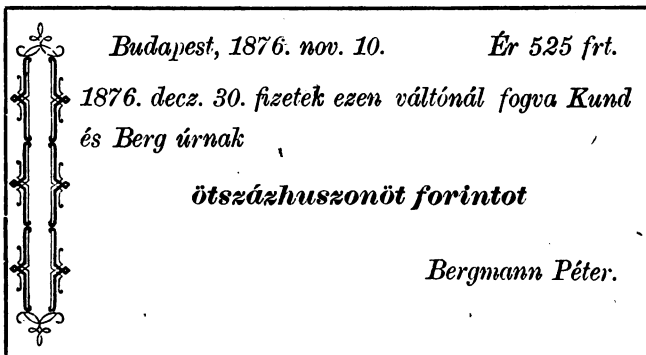 Budapest, 1876. nov. 10. Ér 525 frt.
1876. decz. 30. fizetek ezen váltónál fogva Kund
és Berg úrnak
ötszázhuszonöt forintot
Bergmann Péter.